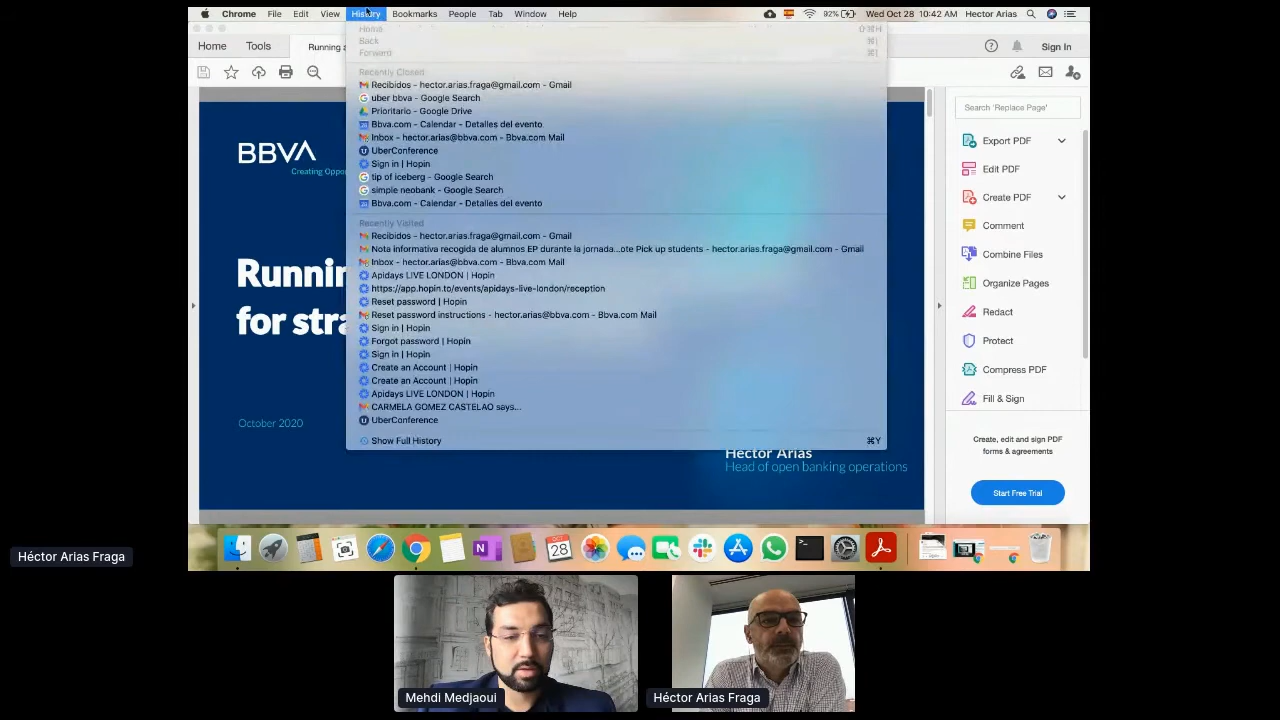 Chrome File Edit View History Bookmarks People Tab Window Help 92% Wed Oct 28 10:42 AM Hector Arias
Home ⇧⌘H
Back ⌘[
Forward ⌘]
Home Tools Running a Sign In
Recently Closed
Recibidos - hector.arias.fraga@gmail.com - Gmail
uber bbva - Google Search
Prioritario - Google Drive
Bbva.com - Calendar - Detalles del evento
Inbox - hector.arias@bbva.com - Bbva.com Mail
UberConference
Sign in | Hopin
tip of iceberg - Google Search
simple neobank - Google Search
Bbva.com - Calendar - Detalles del evento
Recently Visited
Recibidos - hector.arias.fraga@gmail.com - Gmail
Nota informativa recogida de alumnos EP durante la jornada...ote Pick up students - hector.arias.fraga@gmail.com - Gmail
Inbox - hector.arias@bbva.com - Bbva.com Mail
Apidays LIVE LONDON | Hopin
https://app.hopin.to/events/apidays-live-london/reception
Reset password | Hopin
Reset password instructions - hector.arias@bbva.com - Bbva.com Mail
Sign in | Hopin
Forgot password | Hopin
Sign in | Hopin
Create an Account | Hopin
Create an Account | Hopin
Apidays LIVE LONDON | Hopin
CARMELA GOMEZ CASTELAO says...
UberConference
Show Full History ⌘Y
BBVA
Creating Oppo
Runnin
for stra
October 2020
Hector Arias
Head of open banking operations
Search 'Replace Page'
Export PDF
Edit PDF
Create PDF
Comment
Combine Files
Organize Pages
Redact
Protect
Compress PDF
Fill & Sign
Create, edit and sign PDF
forms & agreements
Start Free Trial
OCT
28
Héctor Arias Fraga
Mehdi Medjaoui
Héctor Arias Fraga